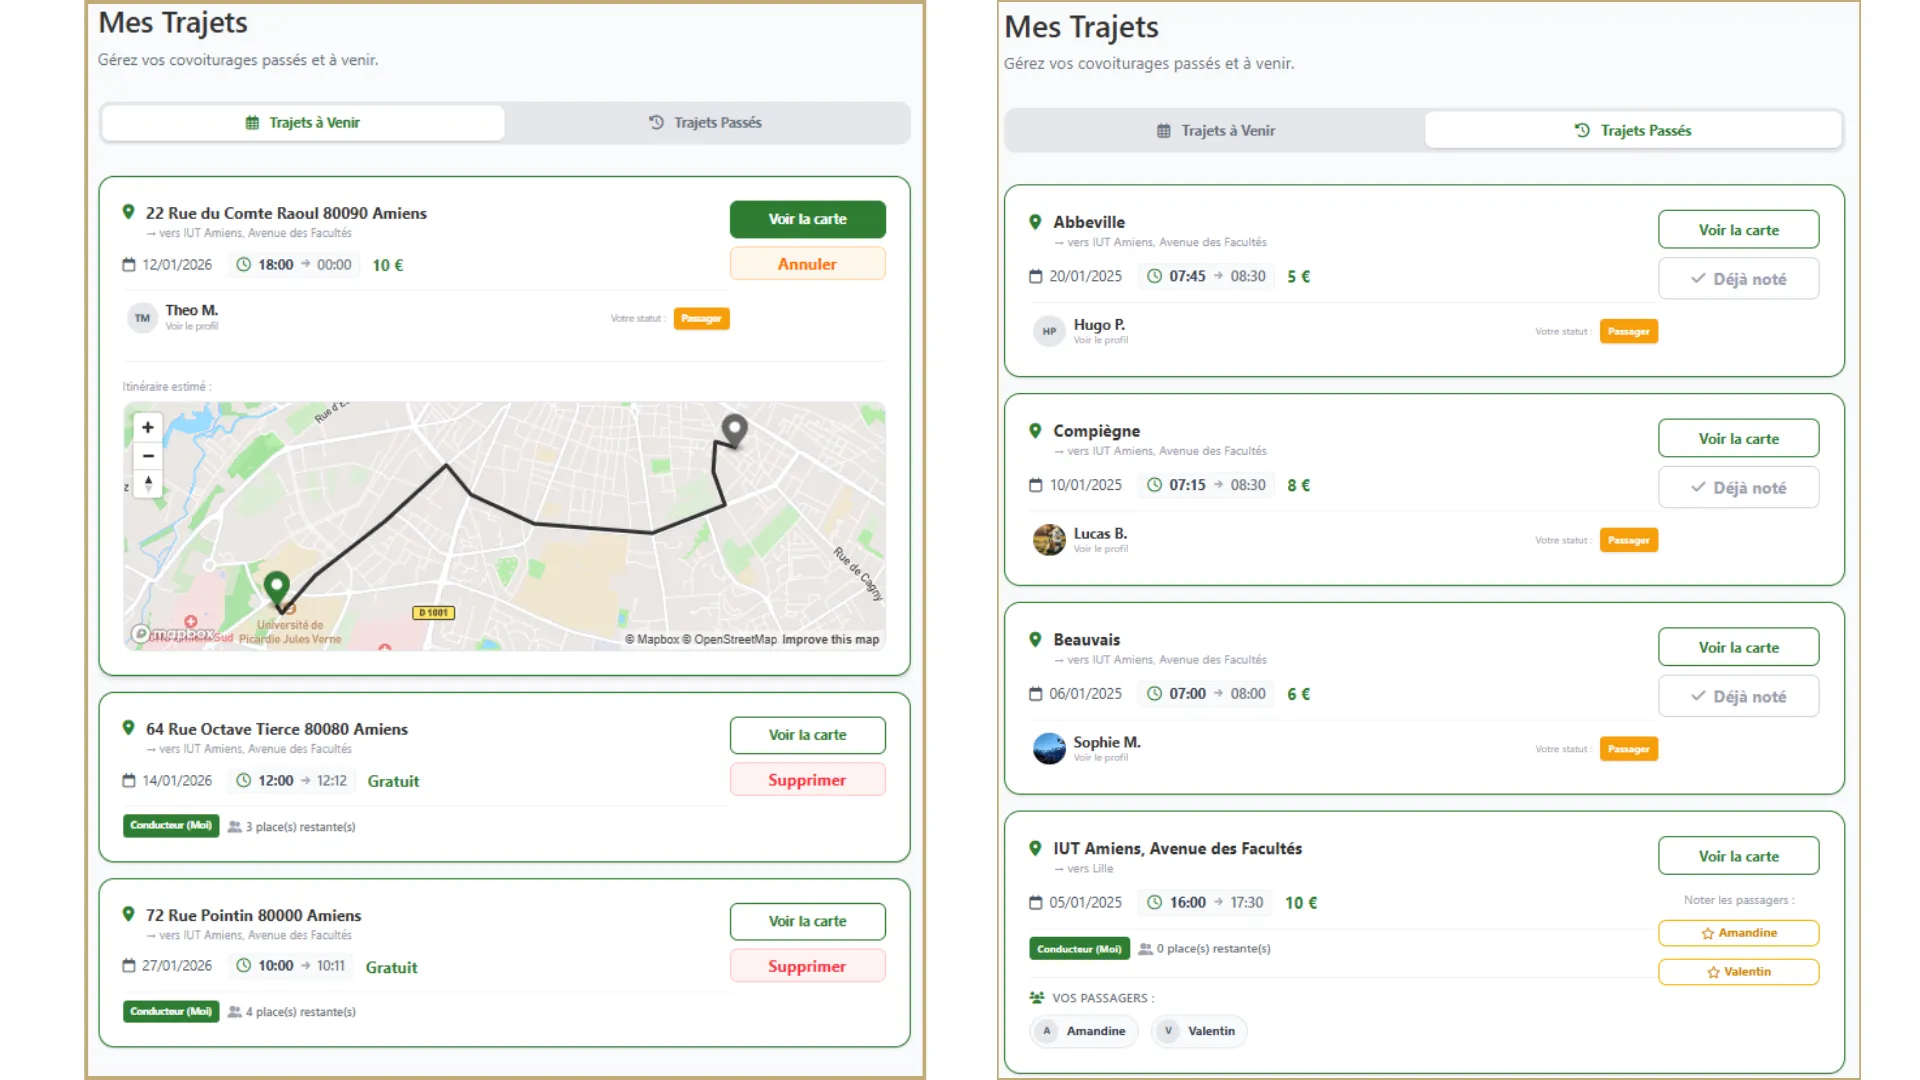 Mes Trajets
Gérez vos covoiturages passés et à venir.
Trajets à Venir
Trajets Passés
22 Rue du Comte Raoul 80090 Amiens
→ vers IUT Amiens, Avenue des Facultés
12/01/2026 18:00 → 00:00 10 €
Voir la carte
Annuler
TM
Theo M.
Voir le profil
Votre statut : Passager
Itinéraire estimé :
Rue d'E
Rue de Cagny
D 1001
Université de
Picardie Jules Verne
mapbox
© Mapbox © OpenStreetMap Improve this map
64 Rue Octave Tierce 80080 Amiens
→ vers IUT Amiens, Avenue des Facultés
14/01/2026 12:00 → 12:12 Gratuit
Voir la carte
Supprimer
Conducteur (Moi) 3 place(s) restante(s)
72 Rue Pointin 80000 Amiens
→ vers IUT Amiens, Avenue des Facultés
27/01/2026 10:00 → 10:11 Gratuit
Voir la carte
Supprimer
Conducteur (Moi) 4 place(s) restante(s)
Mes Trajets
Gérez vos covoiturages passés et à venir.
Trajets à Venir
Trajets Passés
Abbeville
→ vers IUT Amiens, Avenue des Facultés
20/01/2025 07:45 → 08:30 5 €
Voir la carte
Déjà noté
HP
Hugo P.
Voir le profil
Votre statut : Passager
Compiègne
→ vers IUT Amiens, Avenue des Facultés
10/01/2025 07:15 → 08:30 8 €
Voir la carte
Déjà noté
Lucas B.
Voir le profil
Votre statut : Passager
Beauvais
→ vers IUT Amiens, Avenue des Facultés
06/01/2025 07:00 → 08:00 6 €
Voir la carte
Déjà noté
Sophie M.
Voir le profil
Votre statut : Passager
IUT Amiens, Avenue des Facultés
→ vers Lille
05/01/2025 16:00 → 17:30 10 €
Voir la carte
Noter les passagers :
Amandine
Valentin
Conducteur (Moi) 0 place(s) restante(s)
VOS PASSAGERS :
A Amandine
V Valentin